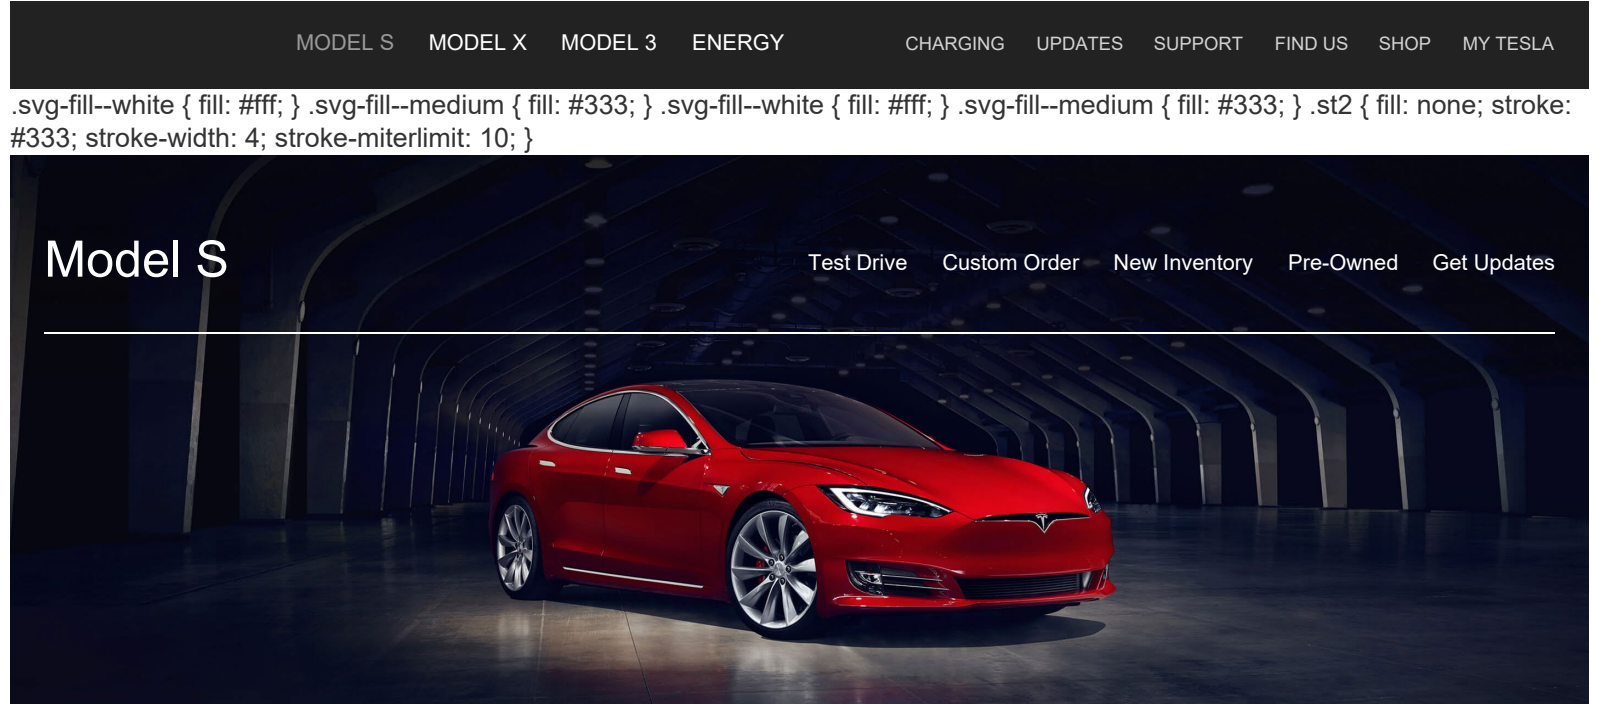 MODEL S MODEL X MODEL 3 ENERGY CHARGING UPDATES SUPPORT FIND US SHOP MY TESLA
.svg-fill--white { fill: #fff; } .svg-fill--medium { fill: #333; } .svg-fill--white { fill: #fff; } .svg-fill--medium { fill: #333; } .st2 { fill: none; stroke:
#333; stroke-width: 4; stroke-miterlimit: 10; }
Model S Test Drive Custom Order New Inventory Pre-Owned Get Updates